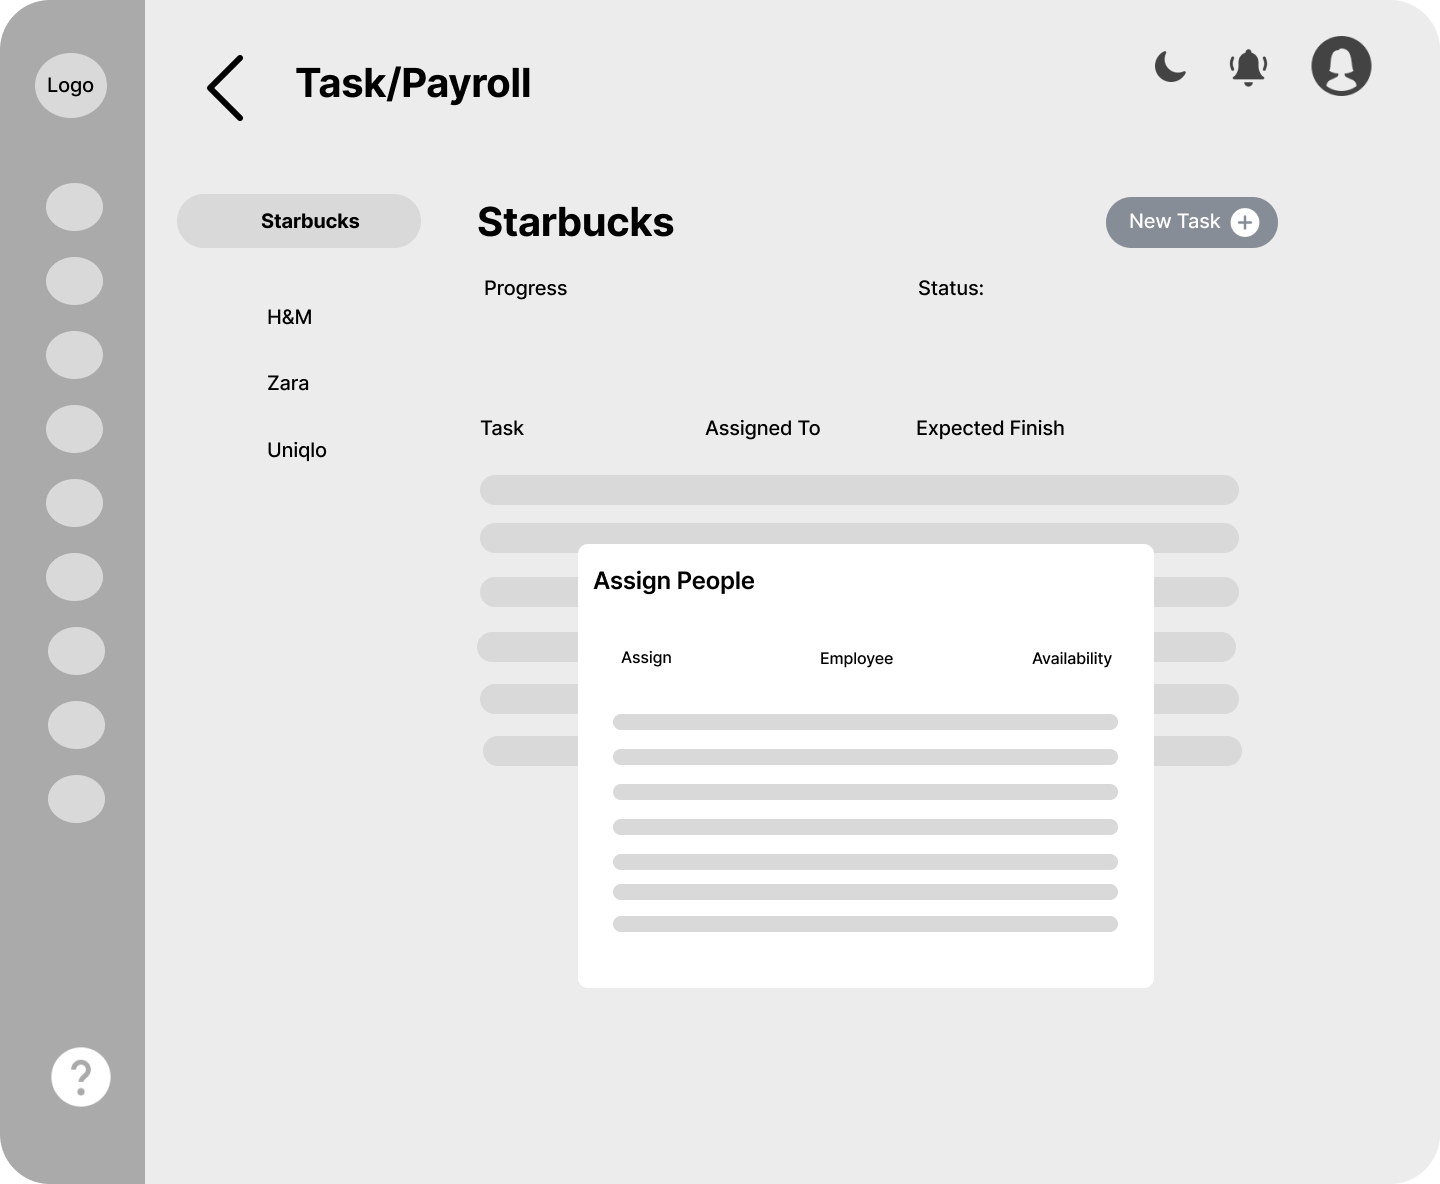 Logo
Task/Payroll
Starbucks
H&M
Zara
Uniqlo
Starbucks
New Task
Progress
Status:
Task
Assigned To
Expected Finish
Assign People
Assign
Employee
Availability
?